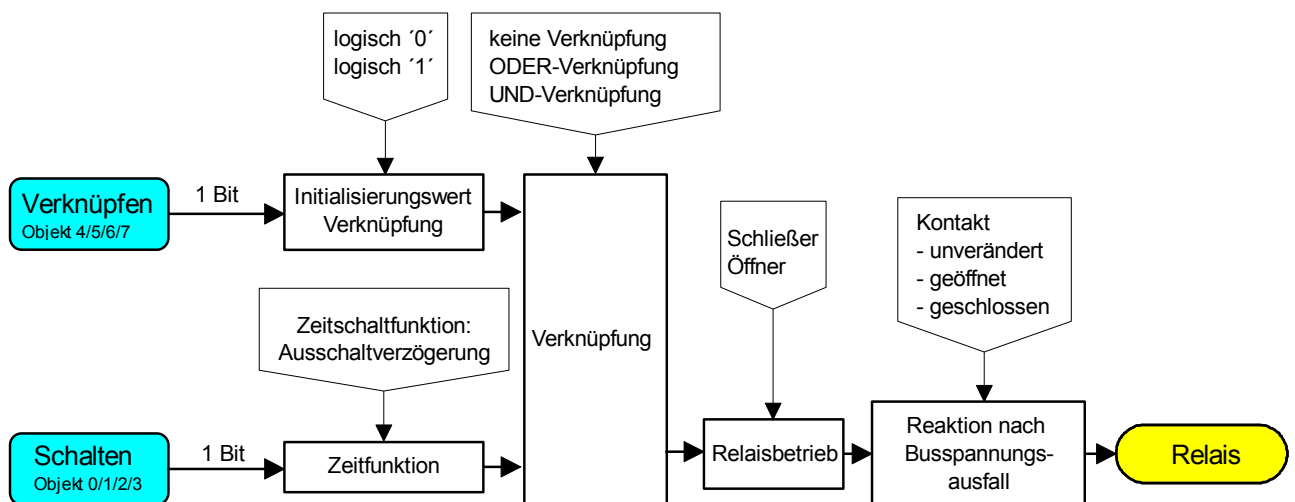 logisch ´0´
logisch ´1´
keine Verknüpfung
ODER-Verknüpfung
UND-Verknüpfung
Verknüpfen
Objekt 4/5/6/7
1 Bit
Initialisierungswert
Verknüpfung
Schließer
Öffner
Kontakt
- unverändert
- geöffnet
- geschlossen
Zeitschaltfunktion:
Ausschaltverzögerung
Verknüpfung
Schalten
Objekt 0/1/2/3
1 Bit
Zeitfunktion
Relaisbetrieb
Reaktion nach
Busspannungs-
ausfall
Relais